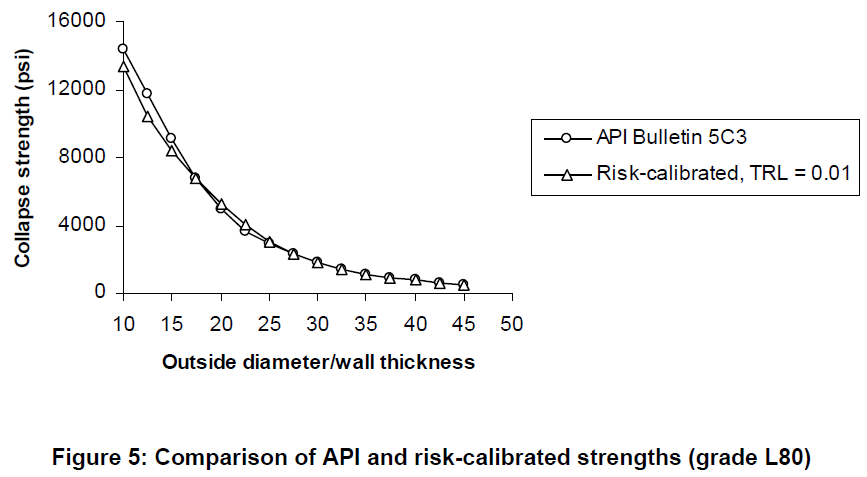 16000
12000
8000
4000
0
Collapse strength (psi)
10 15 20 25 30 35 40 45 50
Outside diameter/wall thickness
API Bulletin 5C3
Risk-calibrated, TRL = 0.01
Figure 5: Comparison of API and risk-calibrated strengths (grade L80)